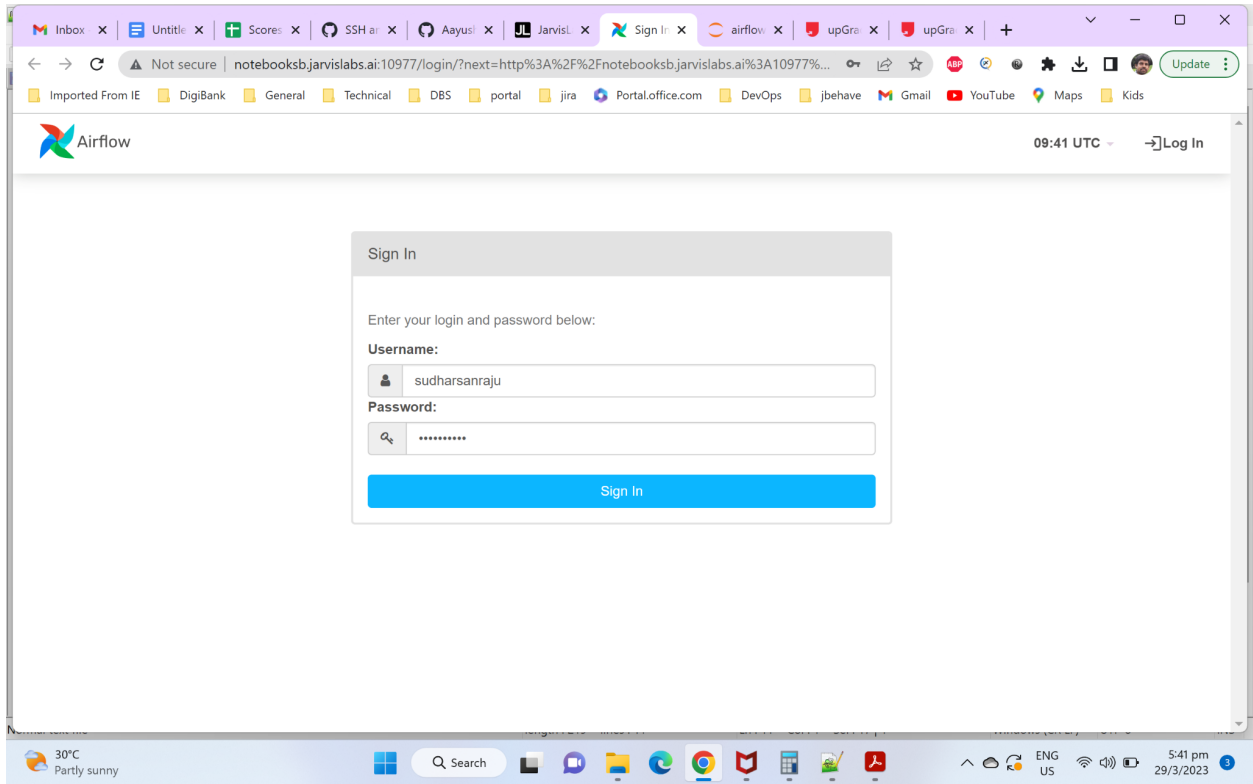 Inbox Untitle Scores SSH ar Aayus JarvisL Sign In airflow upGra upGra
Not secure notebooksb.jarvislabs.ai:10977/login/?next=http%3A%2F%2Fnotebooksb.jarvislabs.ai%3A10977%... ABP Update
Imported From IE DigiBank General Technical DBS portal jira Portal.office.com DevOps jbehave Gmail YouTube Maps Kids
Airflow 09:41 UTC Log In
Sign In
Enter your login and password below:
Username:
sudharsanraju
Password:
••••••••••
Sign In
30°C
Partly sunny
Search
ENG
US
5:41 pm
29/3/2023
3